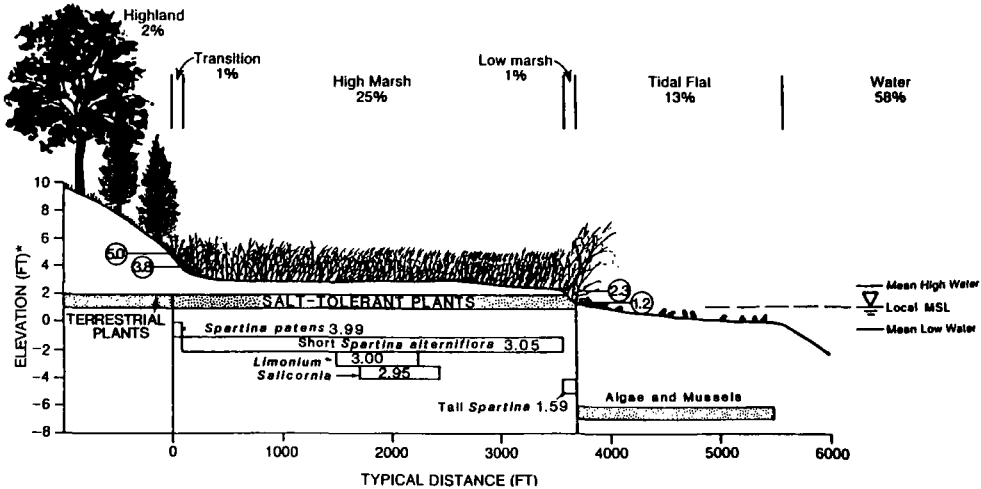 Highland
2%
Transition
1%
High Marsh
25%
Low marsh
1%
Tidal Flat
13%
Water
58%
ELEVATION (FT)*
10
8
6
4
2
0
-2
-4
-6
-8
5.0
3.8
2.3
1.2
Mean High Water
Local MSL
Mean Low Water
SALT-TOLERANT PLANTS
TERRESTRIAL
PLANTS
Spartina patens 3.99
Short Spartina alterniflora 3.05
Limonium 3.00
Salicornia 2.95
Tall Spartina 1.59
Algae and Mussels
0 1000 2000 3000 4000 5000 6000
TYPICAL DISTANCE (FT)